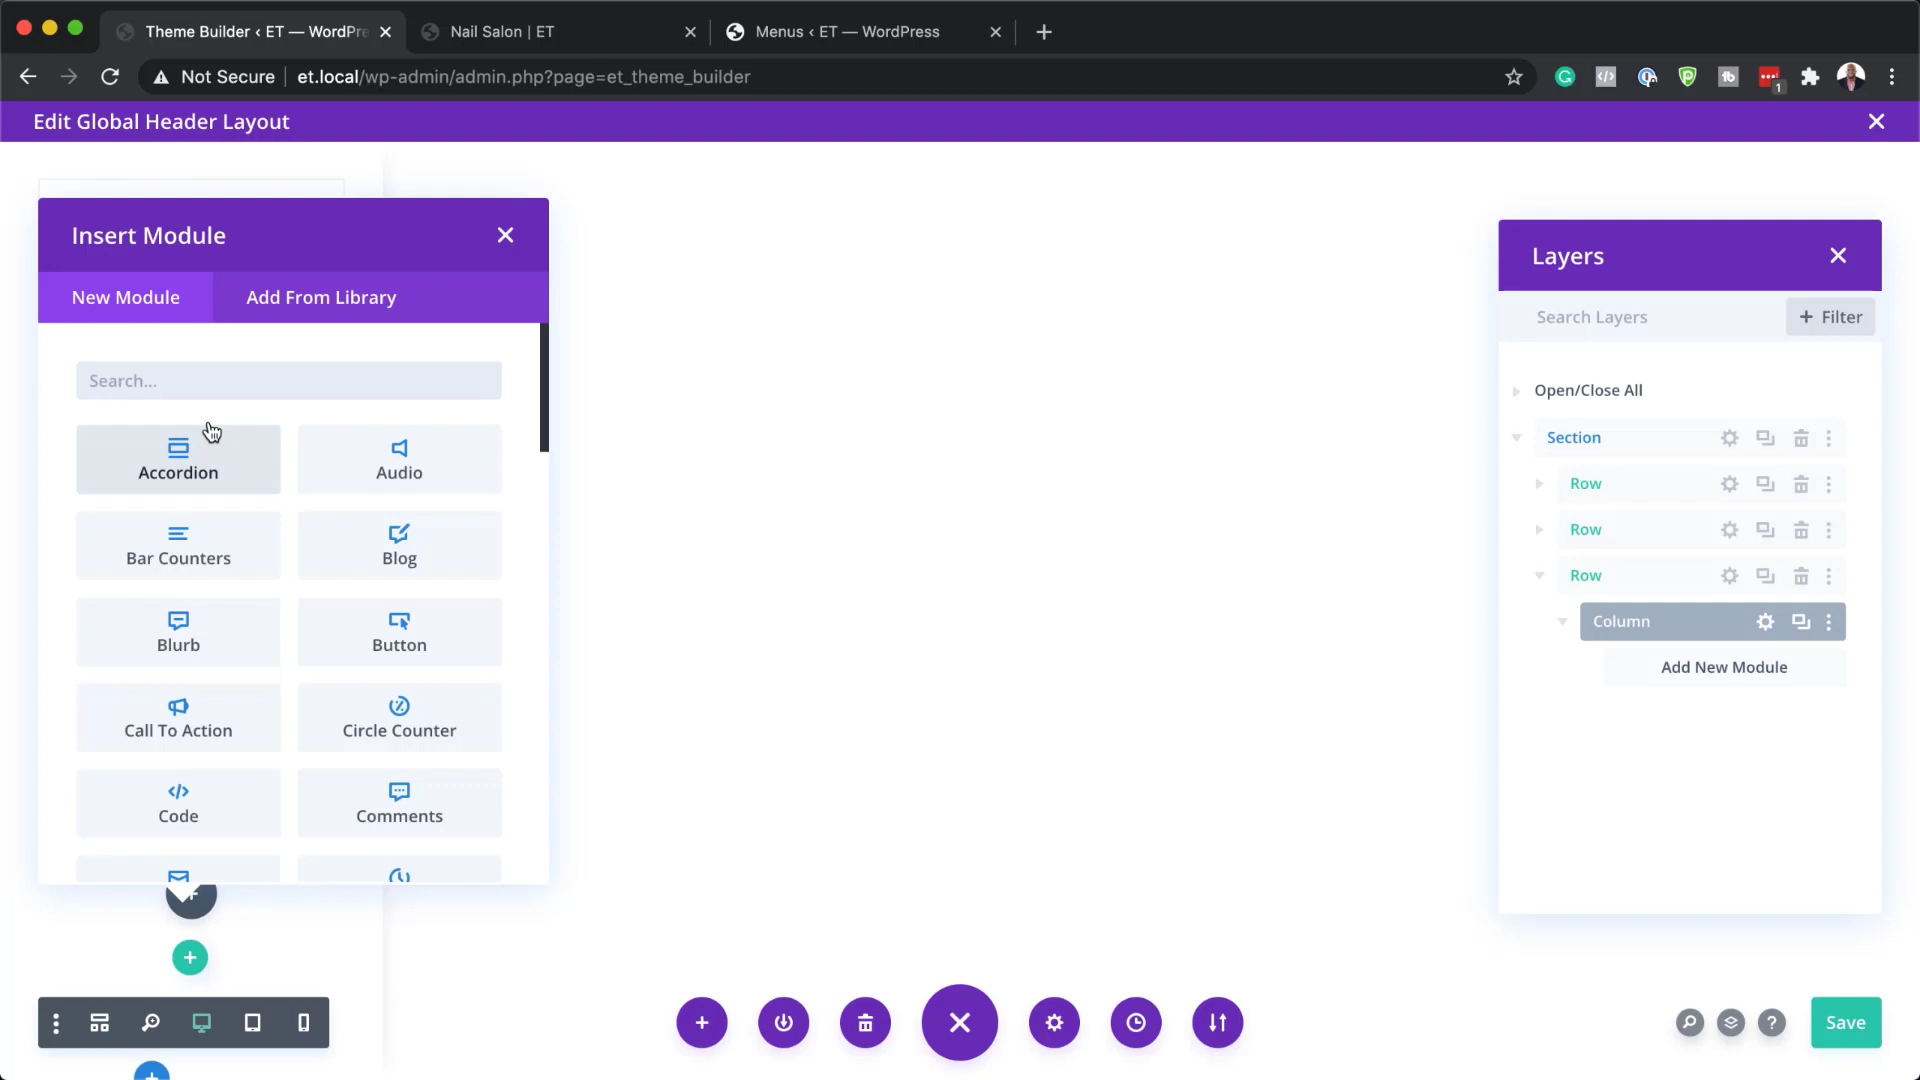 Theme Builder ‹ ET — WordPre
Nail Salon | ET
Menus ‹ ET — WordPress
Not Secure
et.local/wp-admin/admin.php?page=et_theme_builder
1
Edit Global Header Layout
Insert Module
New Module
Add From Library
Search...
Accordion
Audio
Bar Counters
Blog
Blurb
Button
Call To Action
Circle Counter
Code
Comments
Layers
Search Layers
+ Filter
Open/Close All
Section
Row
Row
Row
Column
Add New Module
Save